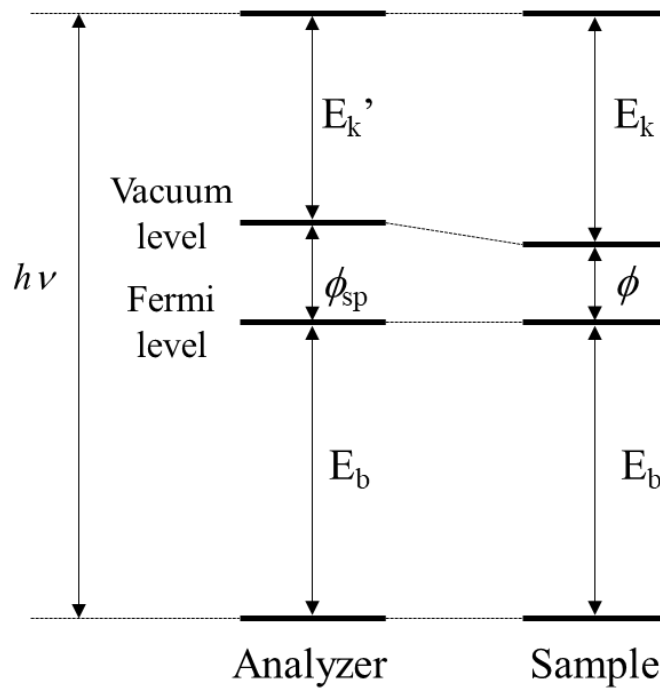 E_k’ E_k
Vacuum
level
hν
ϕ_sp ϕ
Fermi
level
E_b E_b
Analyzer Sample